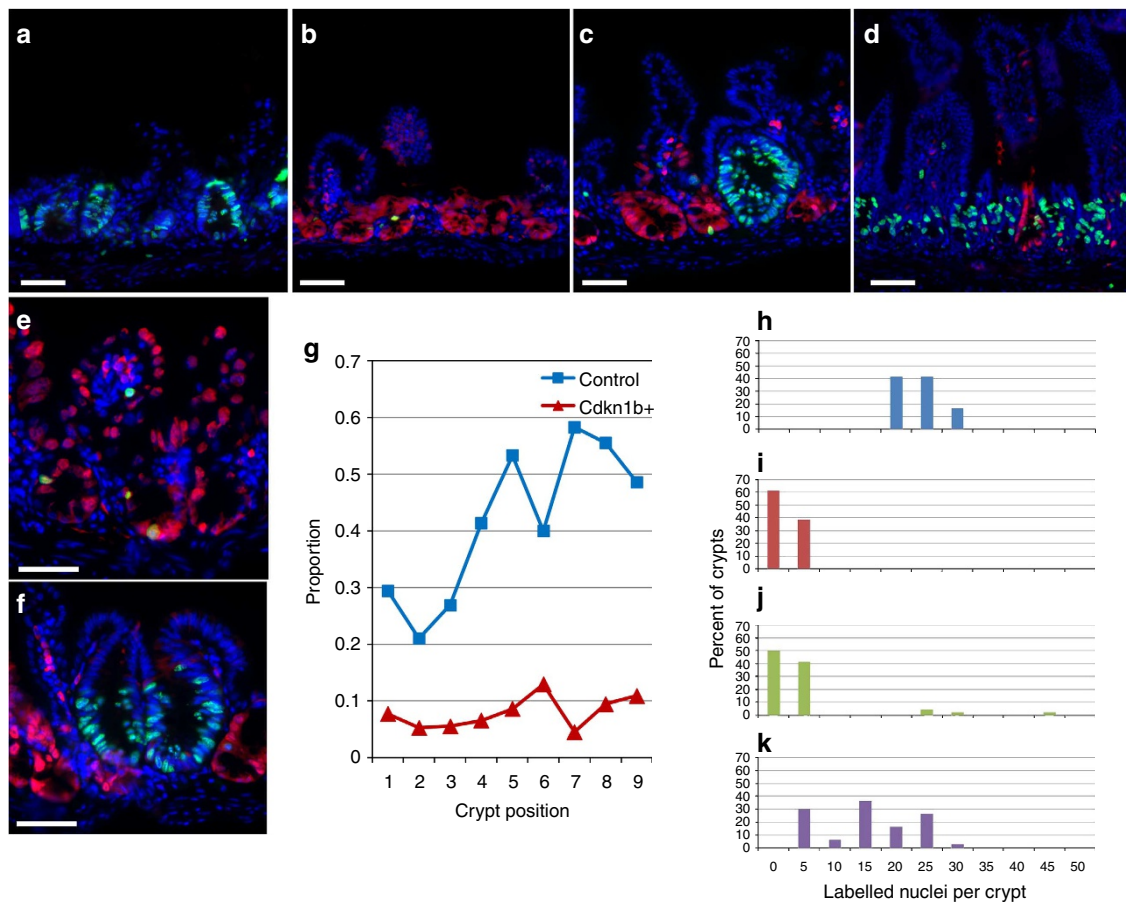 a
b
c
d
e
f
g
0.7
0.6
0.5
0.4
0.3
0.2
0.1
0
Proportion
Control
Cdkn1b+
1 2 3 4 5 6 7 8 9
Crypt position
h
70
60
50
40
30
20
10
0
i
70
60
50
40
30
20
10
0
j
70
60
50
40
30
20
10
0
k
70
60
50
40
30
20
10
0
Percent of crypts
0 5 10 15 20 25 30 35 40 45 50
Labelled nuclei per crypt